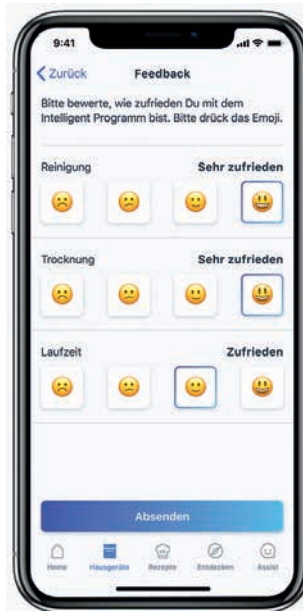 9:41
Zurück Feedback
Bitte bewerte, wie zufrieden Du mit dem
Intelligent Programm bist. Bitte drück das Emoji.
Reinigung Sehr zufrieden
Trocknung Sehr zufrieden
Laufzeit Zufrieden
Absenden
Home Hausgeräte Rezepte Entdecken Assist